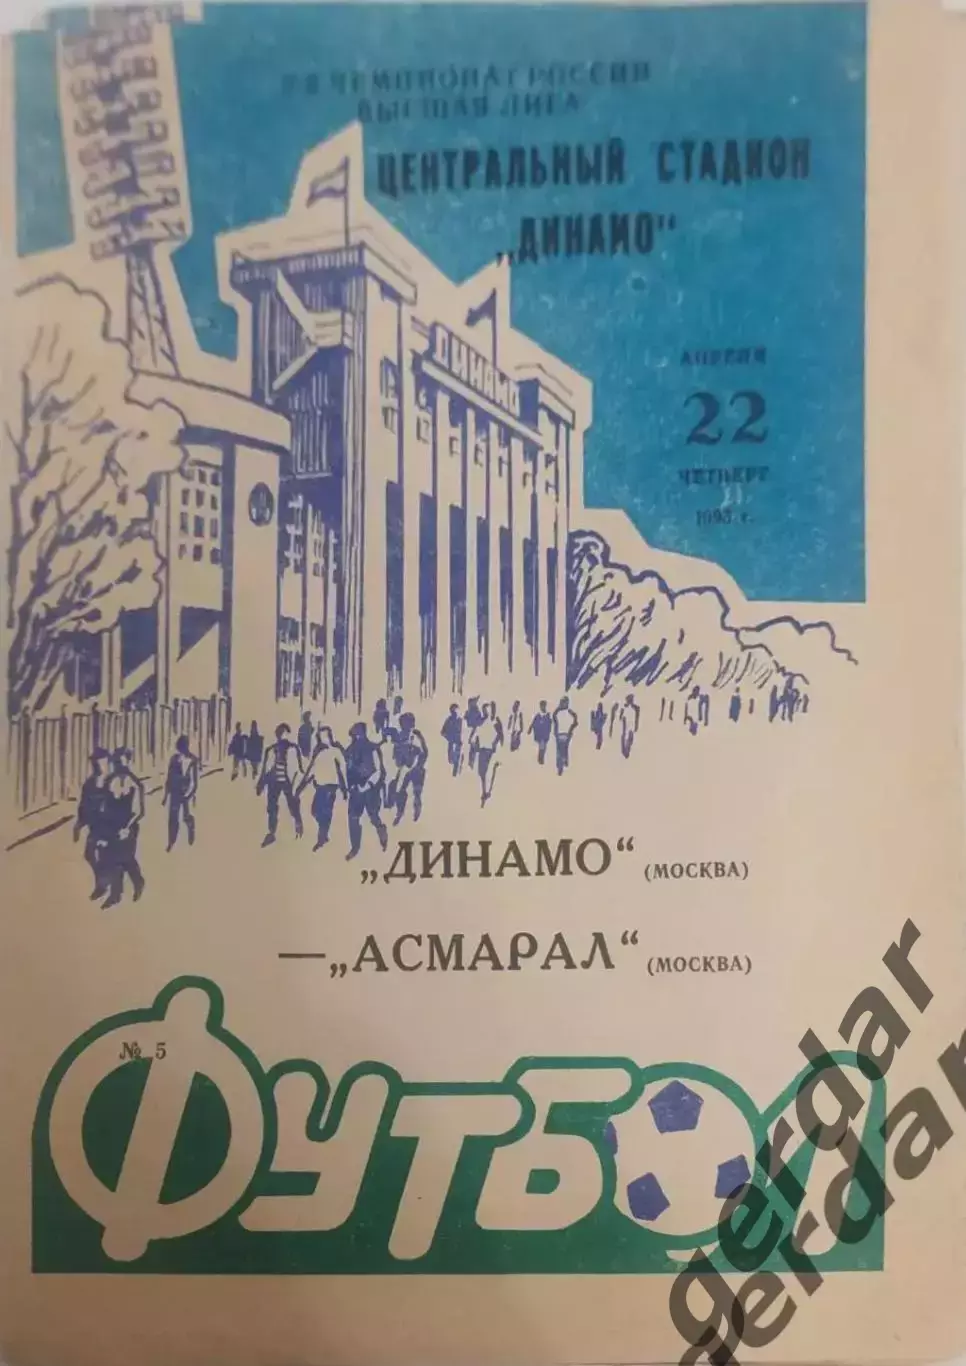 ЧЕМПИОНАТ РОССИИ
ВЫСШАЯ ЛИГА
ЦЕНТРАЛЬНЫЙ СТАДИОН
„ДИНАМО“
АПРЕЛЯ
22
ЧЕТВЕРГ
1993 г.
ДИНАМО
„ДИНАМО“ (МОСКВА)
—„АСМАРАЛ“ (МОСКВА)
№ 5
ФУТБОЛ
gerdar
gerdar